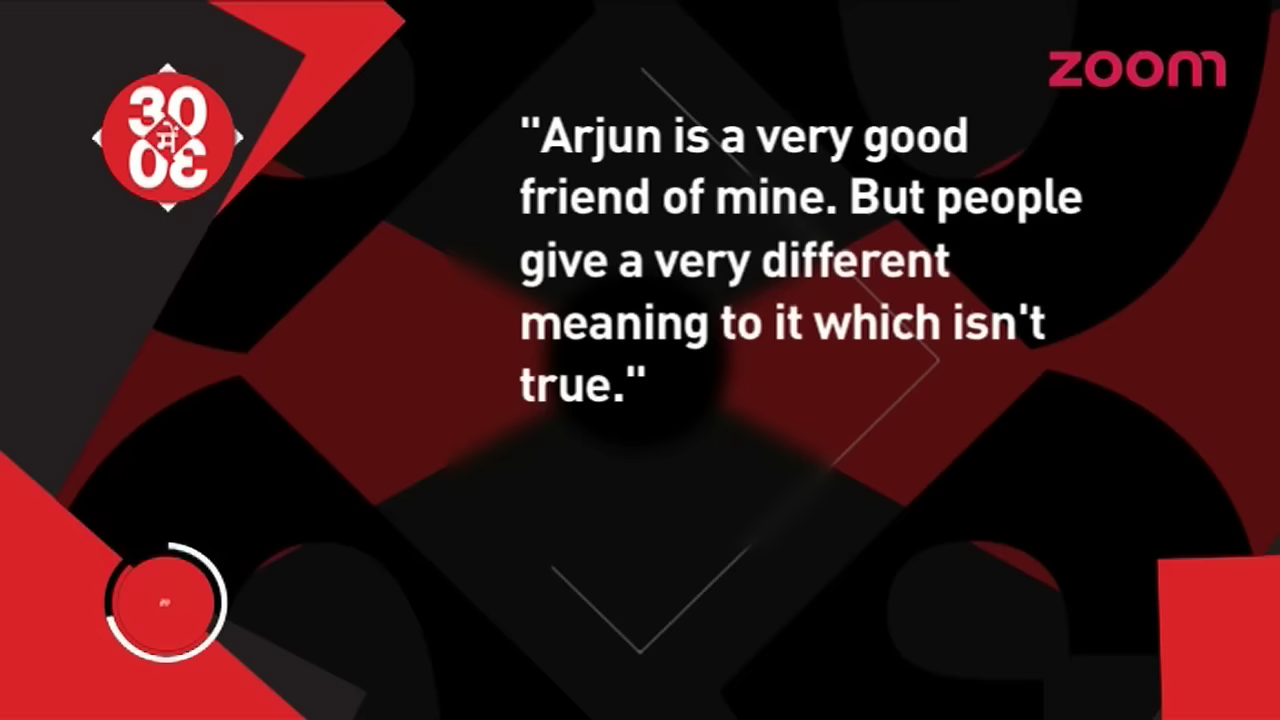 zoom
30
में
30
"Arjun is a very good
friend of mine. But people
give a very different
meaning to it which isn't
true."